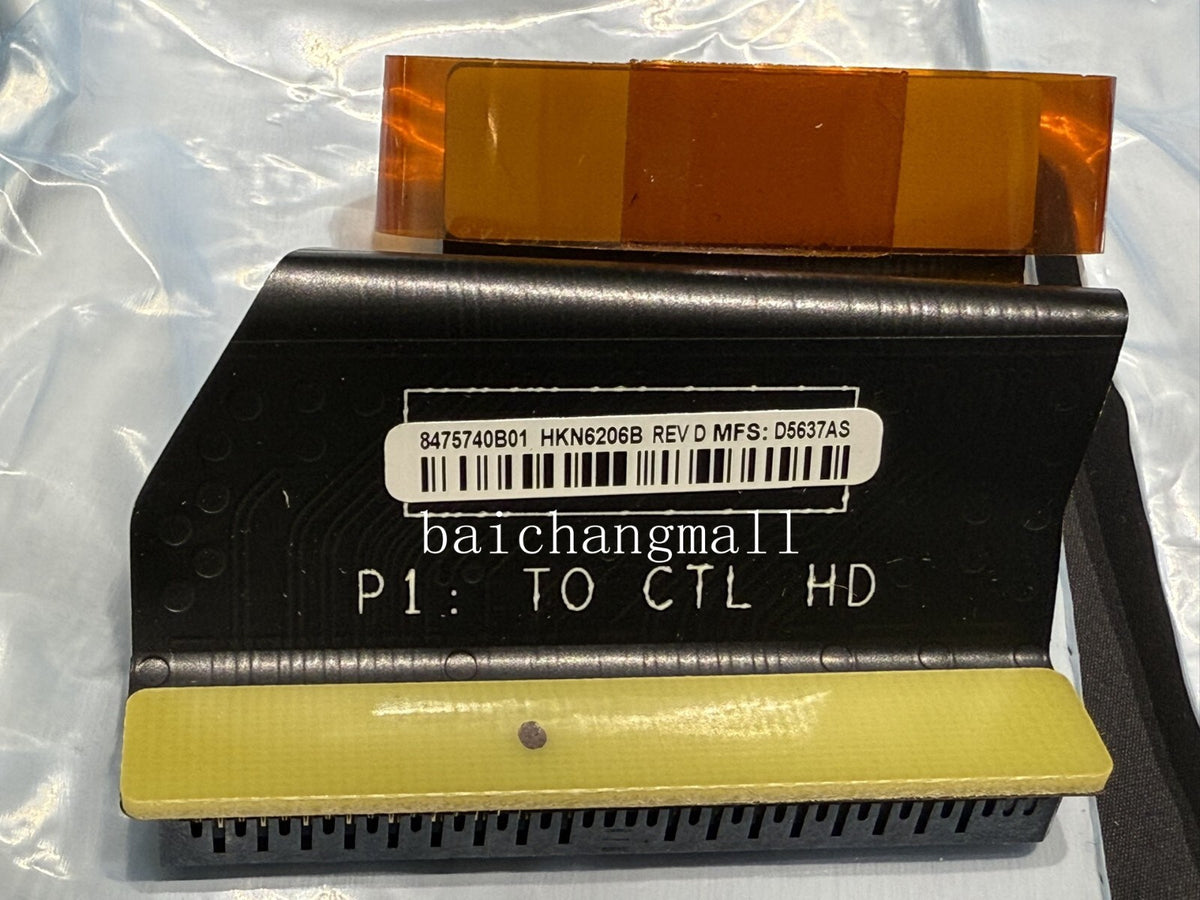 8475740B01 HKN6206B REV D MFS: D5637AS
baichangmall
P1: TO CTL HD